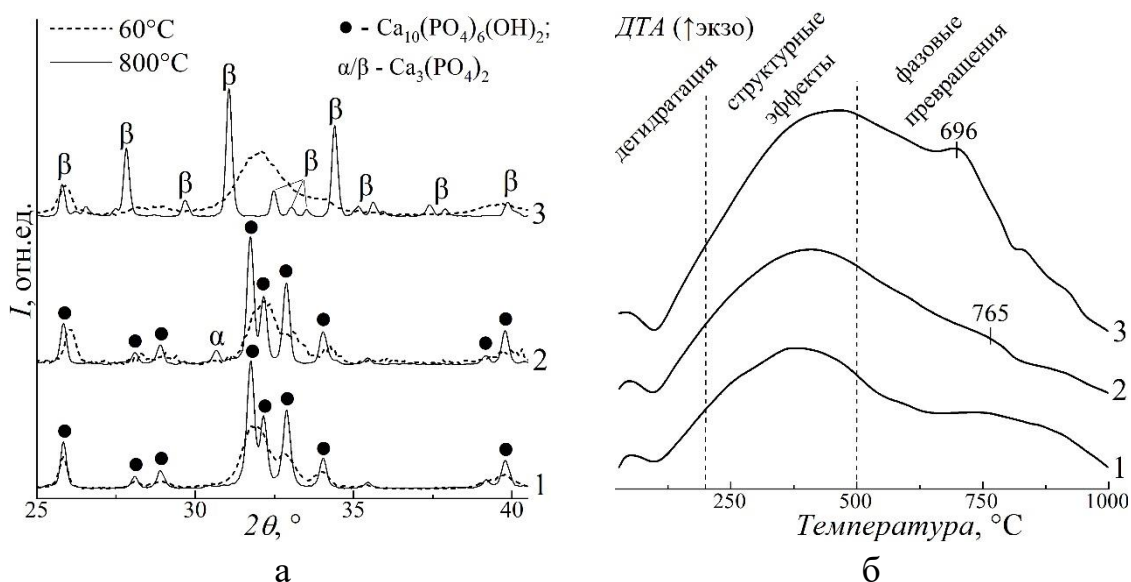 60°C
800°C
● - Ca₁₀(PO₄)₆(OH)₂;
α/β - Ca₃(PO₄)₂
β
β
β
β
β
β
β
β
β
3
I, отн.ед.
α
2
1
25
30
35
40
2θ, °
а
ДТА (↑экзо)
дегидратация
структурные
эффекты
фазовые
превращения
696
3
765
2
1
250
500
750
1000
Температура, °C
б